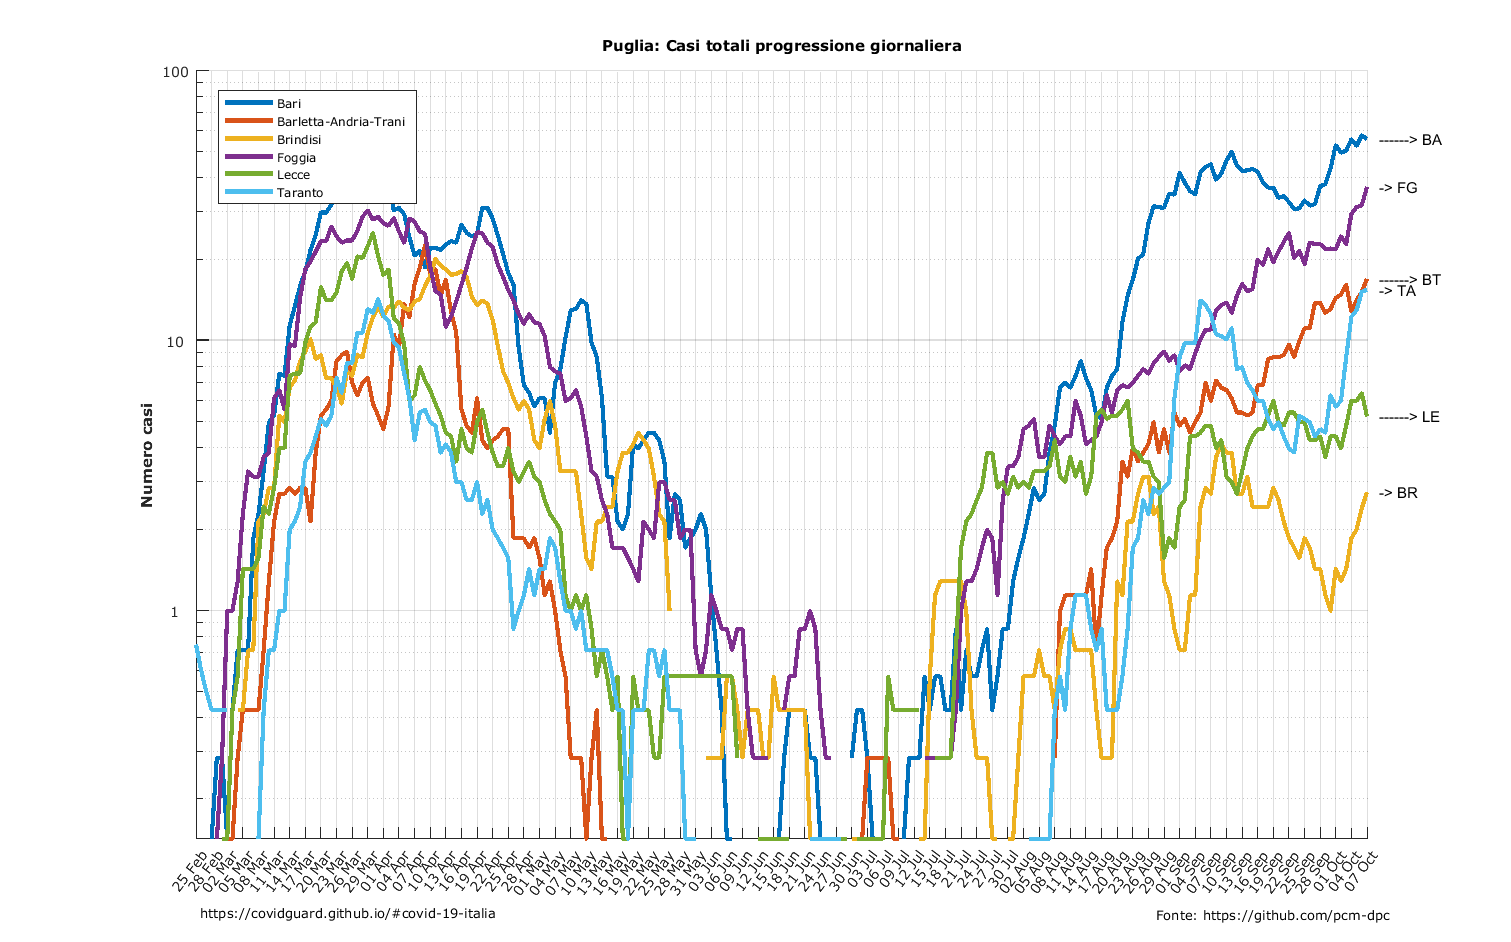 Puglia: Casi totali progressione giornaliera
100
10
1
Numero casi
Bari
Barletta-Andria-Trani
Brindisi
Foggia
Lecce
Taranto
------> BA
-> FG
------> BT
-> TA
------> LE
-> BR
25 Feb
28 Feb
02 Mar
05 Mar
08 Mar
11 Mar
14 Mar
17 Mar
20 Mar
23 Mar
26 Mar
29 Mar
01 Apr
04 Apr
07 Apr
10 Apr
13 Apr
16 Apr
19 Apr
22 Apr
25 Apr
28 Apr
01 May
04 May
07 May
10 May
13 May
16 May
19 May
22 May
25 May
28 May
31 May
03 Jun
06 Jun
09 Jun
12 Jun
15 Jun
18 Jun
21 Jun
24 Jun
27 Jun
30 Jun
03 Jul
06 Jul
09 Jul
12 Jul
15 Jul
18 Jul
21 Jul
24 Jul
27 Jul
30 Jul
02 Aug
05 Aug
08 Aug
11 Aug
14 Aug
17 Aug
20 Aug
23 Aug
26 Aug
29 Aug
01 Sep
04 Sep
07 Sep
10 Sep
13 Sep
16 Sep
19 Sep
22 Sep
25 Sep
28 Sep
01 Oct
04 Oct
07 Oct
https://covidguard.github.io/#covid-19-italia
Fonte: https://github.com/pcm-dpc